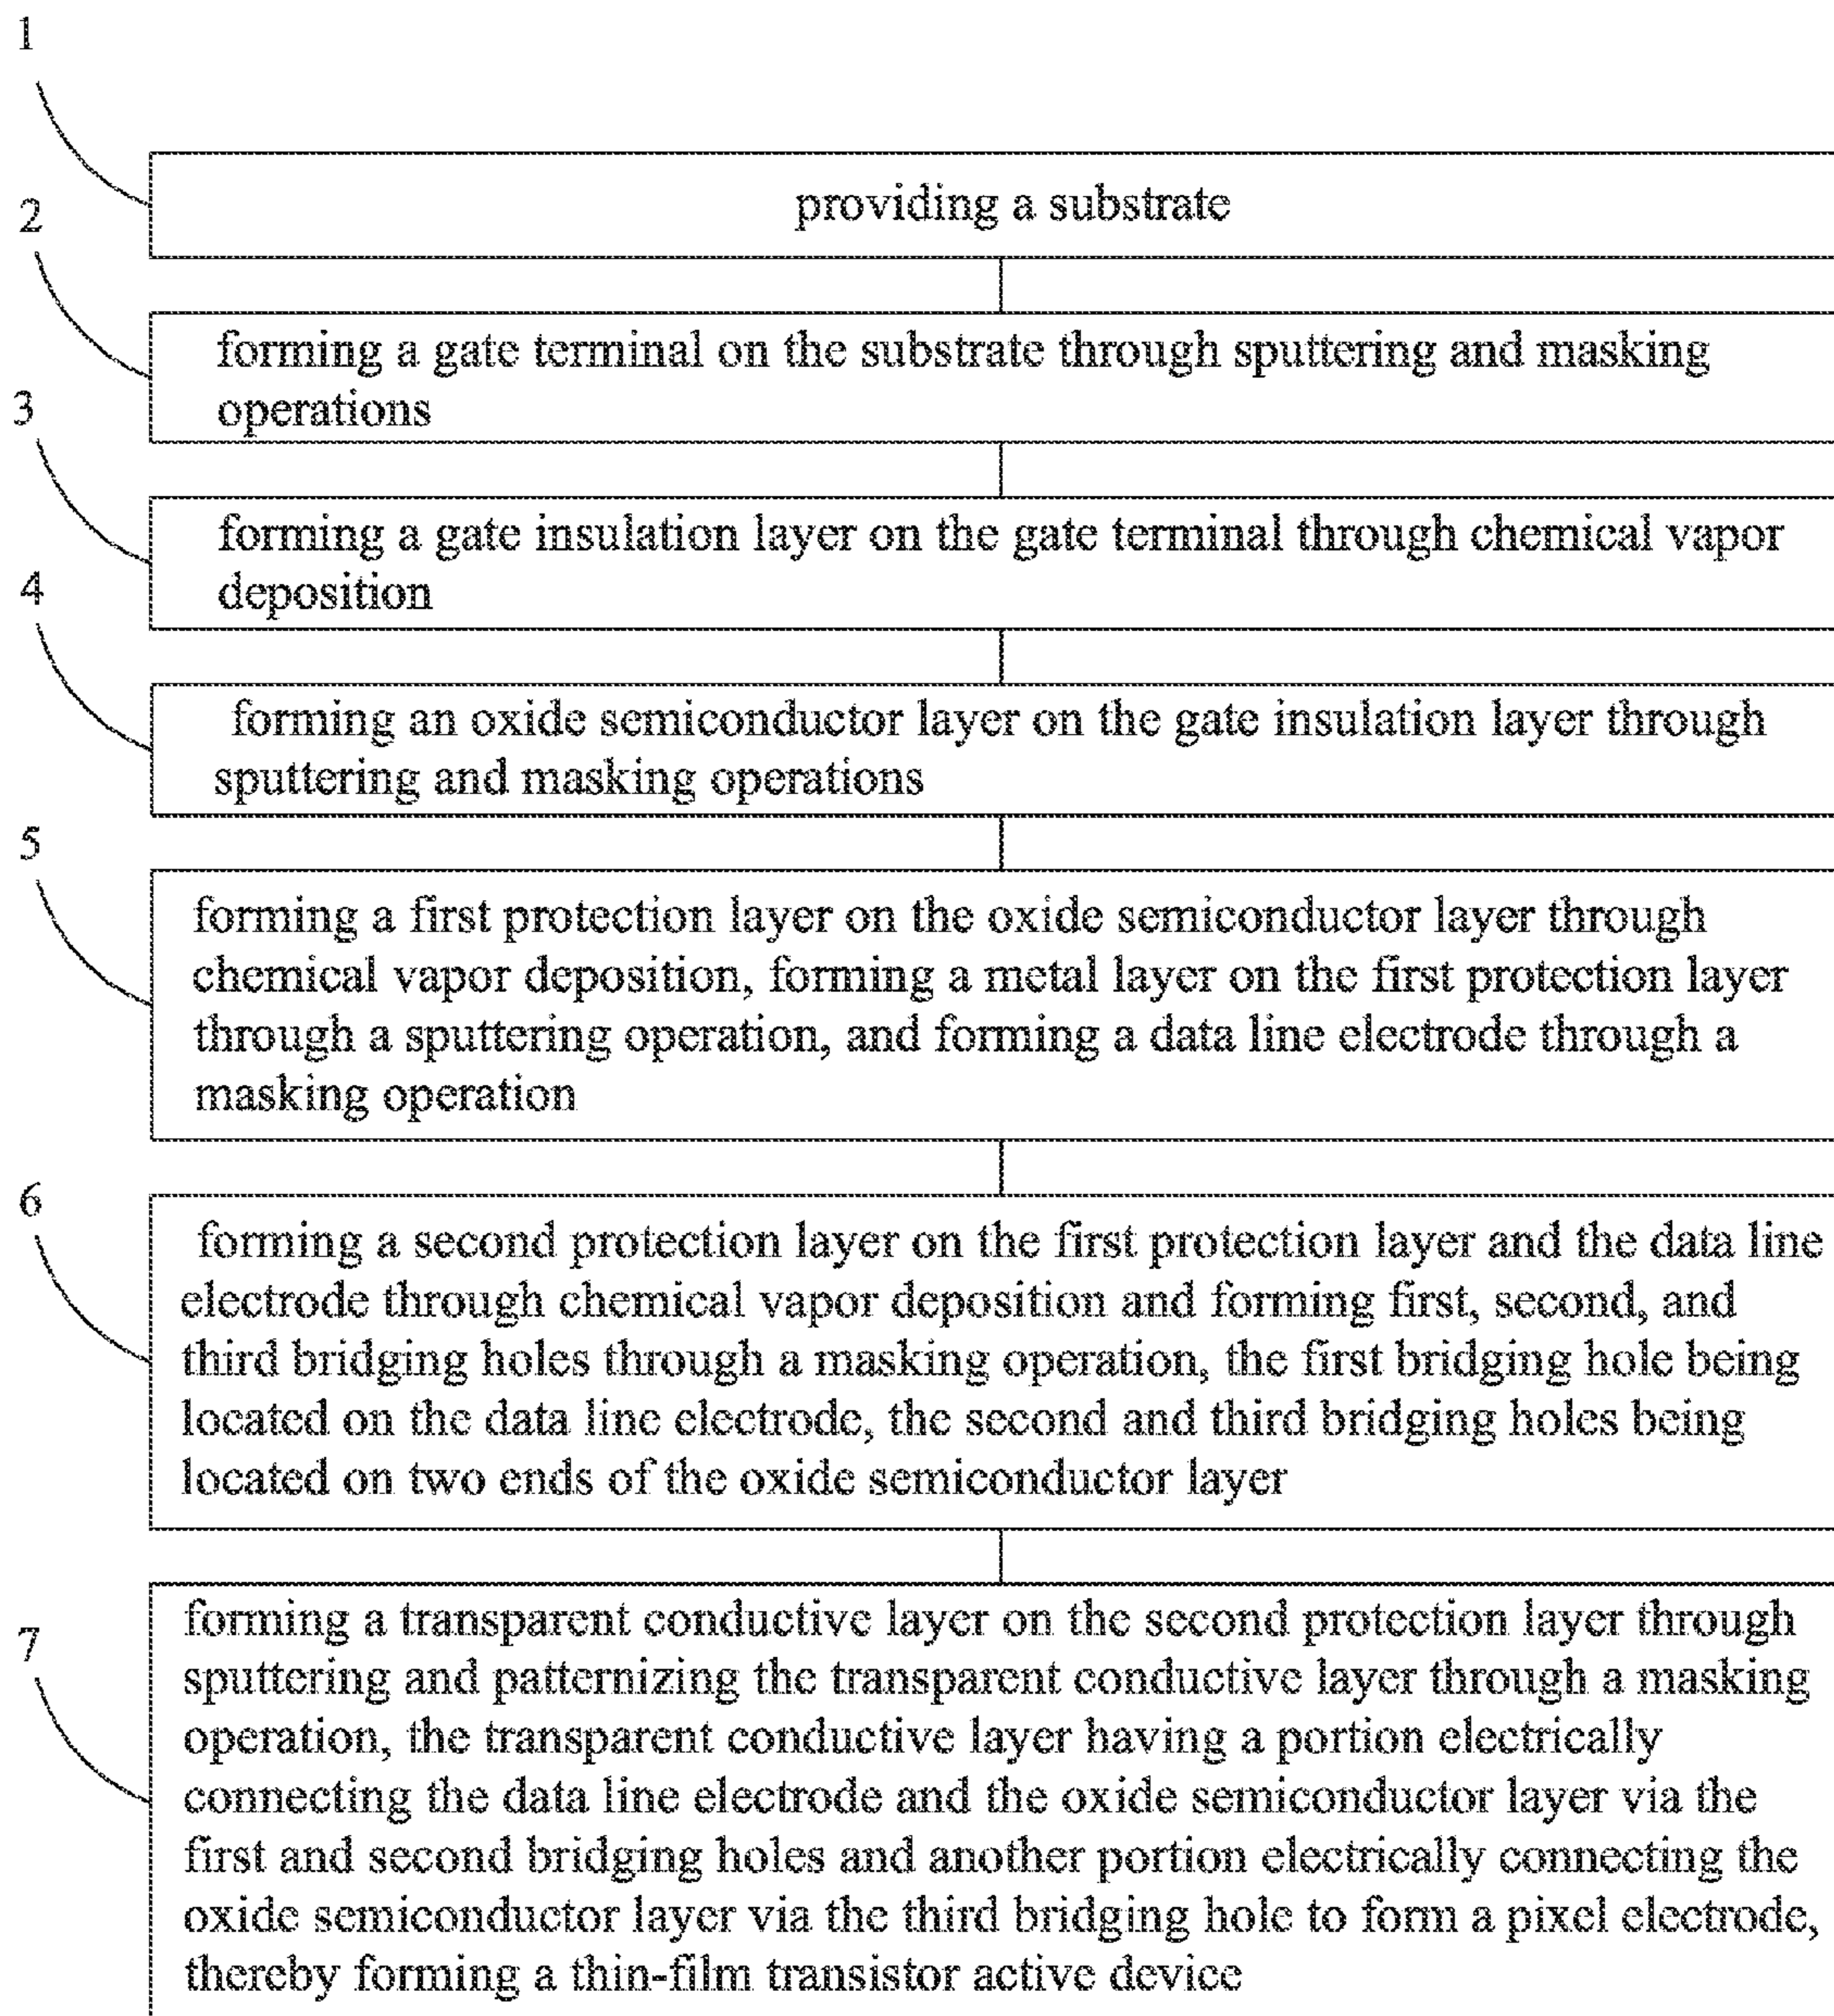 1
providing a substrate
2
forming a gate terminal on the substrate through sputtering and masking
operations
3
forming a gate insulation layer on the gate terminal through chemical vapor
deposition
4
forming an oxide semiconductor layer on the gate insulation layer through
sputtering and masking operations
5
forming a first protection layer on the oxide semiconductor layer through
chemical vapor deposition, forming a metal layer on the first protection layer
through a sputtering operation, and forming a data line electrode through a
masking operation
6
forming a second protection layer on the first protection layer and the data line
electrode through chemical vapor deposition and forming first, second, and
third bridging holes through a masking operation, the first bridging hole being
located on the data line electrode, the second and third bridging holes being
located on two ends of the oxide semiconductor layer
7
forming a transparent conductive layer on the second protection layer through
sputtering and patternizing the transparent conductive layer through a masking
operation, the transparent conductive layer having a portion electrically
connecting the data line electrode and the oxide semiconductor layer via the
first and second bridging holes and another portion electrically connecting the
oxide semiconductor layer via the third bridging hole to form a pixel electrode,
thereby forming a thin-film transistor active device